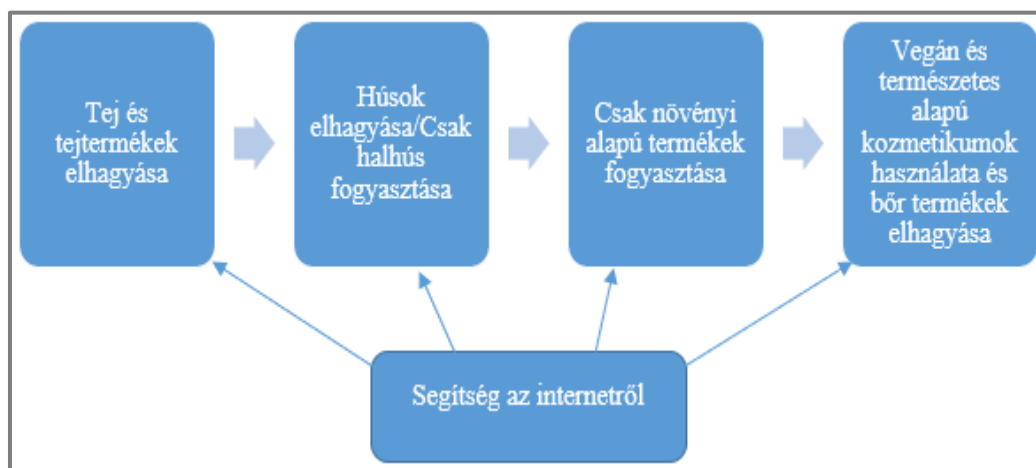 Tej és
tejtermékek
elhagyása
Húsok
elhagyása/Csak
halhús
fogyasztása
Csak növényi
alapú termékek
fogyasztása
Vegán és
természetes
alapú
kozmetikumok
használata és
bőr termékek
elhagyása
Segítség az internetről